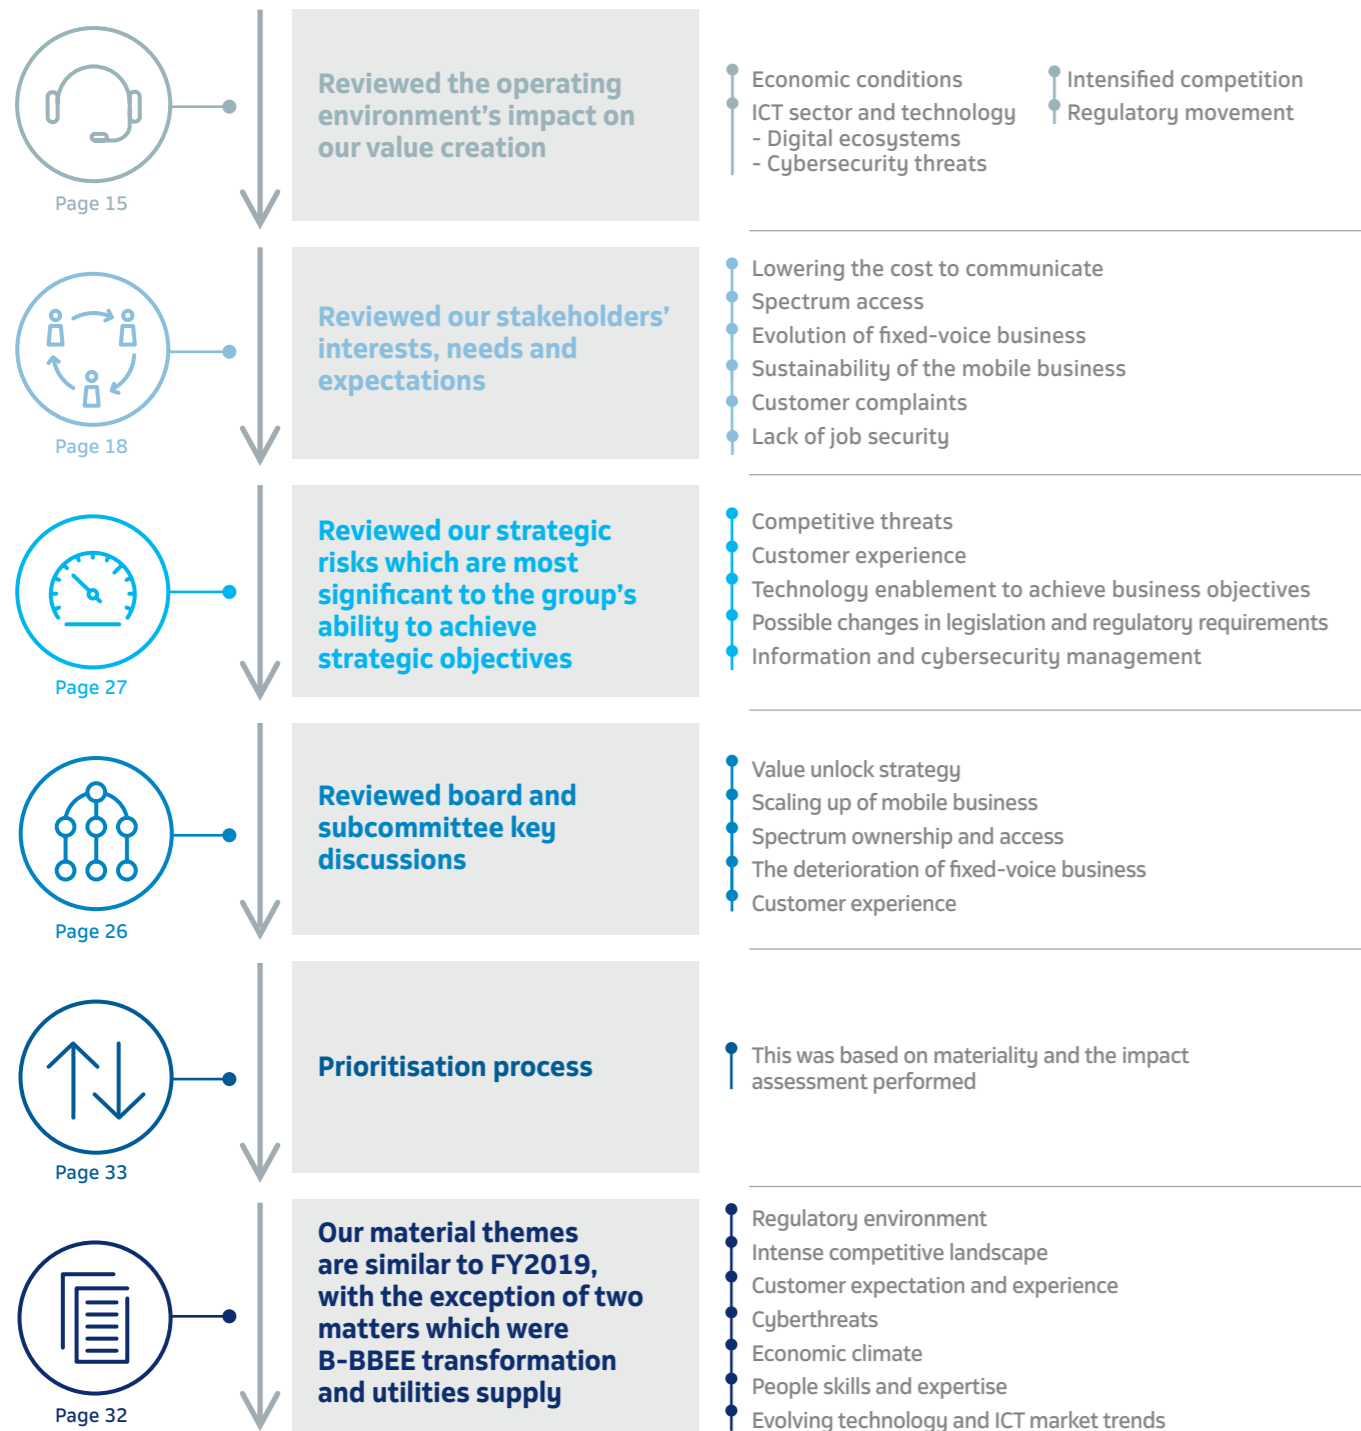 Page 15
Reviewed the operating
environment's impact on
our value creation
Economic conditions
ICT sector and technology
- Digital ecosystems
- Cybersecurity threats
Intensified competition
Regulatory movement
Page 18
Reviewed our stakeholders'
interests, needs and
expectations
Lowering the cost to communicate
Spectrum access
Evolution of fixed-voice business
Sustainability of the mobile business
Customer complaints
Lack of job security
Page 27
Reviewed our strategic
risks which are most
significant to the group's
ability to achieve
strategic objectives
Competitive threats
Customer experience
Technology enablement to achieve business objectives
Possible changes in legislation and regulatory requirements
Information and cybersecurity management
Page 26
Reviewed board and
subcommittee key
discussions
Value unlock strategy
Scaling up of mobile business
Spectrum ownership and access
The deterioration of fixed-voice business
Customer experience
Page 33
Prioritisation process
This was based on materiality and the impact
assessment performed
Page 32
Our material themes
are similar to FY2019,
with the exception of two
matters which were
B-BBEE transformation
and utilities supply
Regulatory environment
Intense competitive landscape
Customer expectation and experience
Cyberthreats
Economic climate
People skills and expertise
Evolving technology and ICT market trends